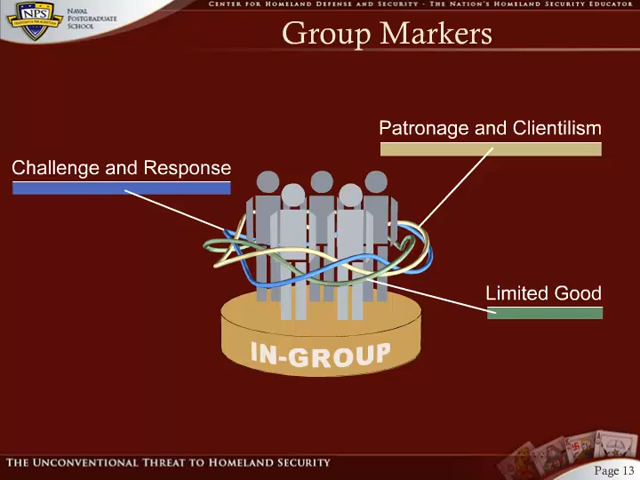 CENTER FOR HOMELAND DEFENSE AND SECURITY - THE NATION'S HOMELAND SECURITY EDUCATOR
NPS
NAVAL
POSTGRADUATE
SCHOOL
Group Markers
Patronage and Clientilism
Challenge and Response
Limited Good
IN-GROUP
THE UNCONVENTIONAL THREAT TO HOMELAND SECURITY
Page 13